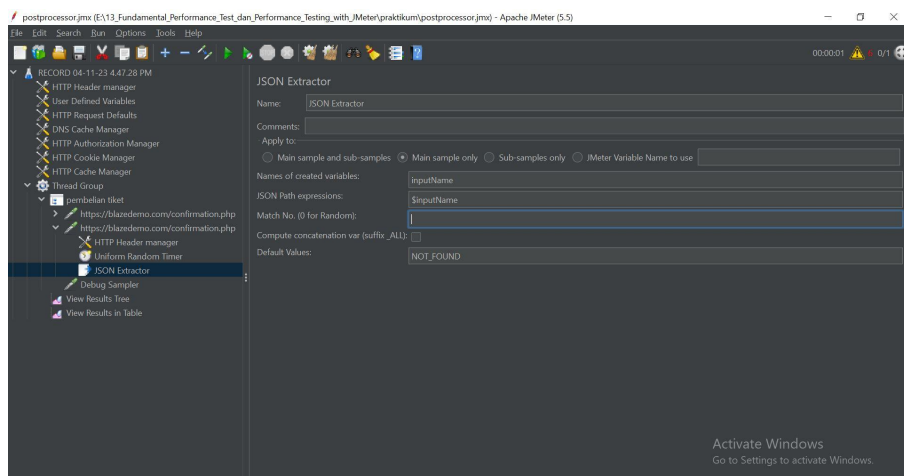 postprocessor.jmx (E:\13_Fundamental_Performance_Test_dan_Performance_Testing_with_JMeter\praktikum\postprocessor.jmx) - Apache JMeter (5.5)
File Edit Search Run Options Tools Help
00:00:01 0/1
RECORD 04-11-23 4.47.28 PM
HTTP Header manager
User Defined Variables
HTTP Request Defaults
DNS Cache Manager
HTTP Authorization Manager
HTTP Cookie Manager
HTTP Cache Manager
Thread Group
pembelian tiket
https://blazedemo.com/confirmation.php
https://blazedemo.com/confirmation.php
HTTP Header manager
Uniform Random Timer
JSON Extractor
Debug Sampler
View Results Tree
View Results in Table
JSON Extractor
Name: JSON Extractor
Comments:
Apply to:
Main sample and sub-samples Main sample only Sub-samples only JMeter Variable Name to use
Names of created variables: inputName
JSON Path expressions: $inputName
Match No. (0 for Random):
Compute concatenation var (suffix _ALL):
Default Values: NOT_FOUND
Activate Windows
Go to Settings to activate Windows.